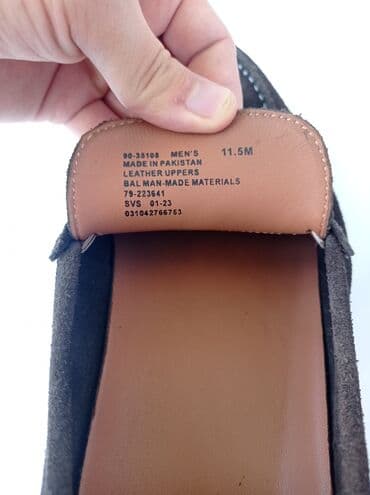 90-35108 MEN'S 11.5M
MADE IN PAKISTAN
LEATHER UPPERS
BAL MAN-MADE MATERIALS
79-223641
SVS 01-23
031042766753